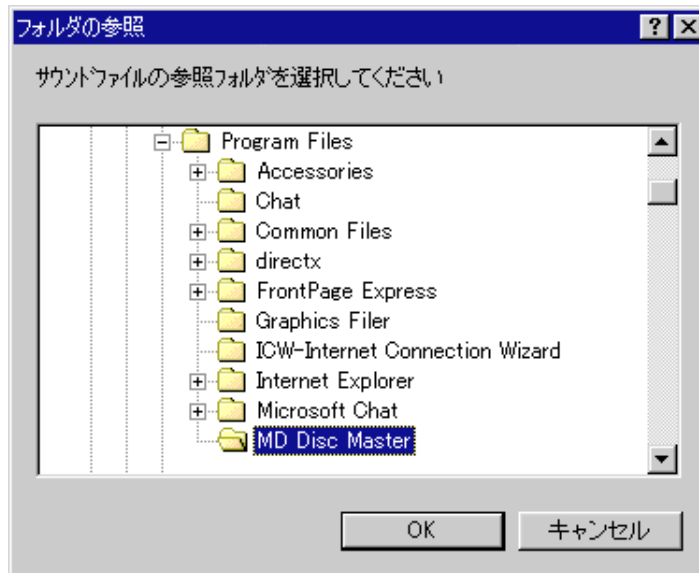 フォルダの参照
サウンドファイルの参照フォルダを選択してください
Program Files
Accessories
Chat
Common Files
directx
FrontPage Express
Graphics Filer
ICW-Internet Connection Wizard
Internet Explorer
Microsoft Chat
MD Disc Master
OK キャンセル